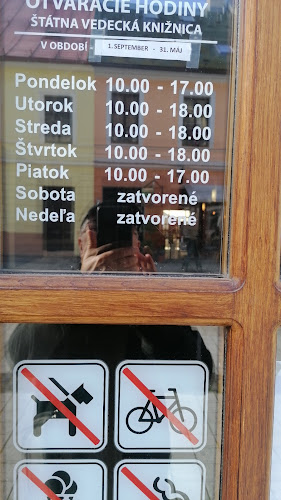 OTVÁRACIE HODINY
ŠTÁTNA VEDECKÁ KNIŽNICA
V OBDOBÍ 1. SEPTEMBER - 31. MÁJ
Pondelok 10.00 - 17.00
Utorok 10.00 - 18.00
Streda 10.00 - 18.00
Štvrtok 10.00 - 18.00
Piatok 10.00 - 17.00
Sobota zatvorené
Nedeľa zatvorené